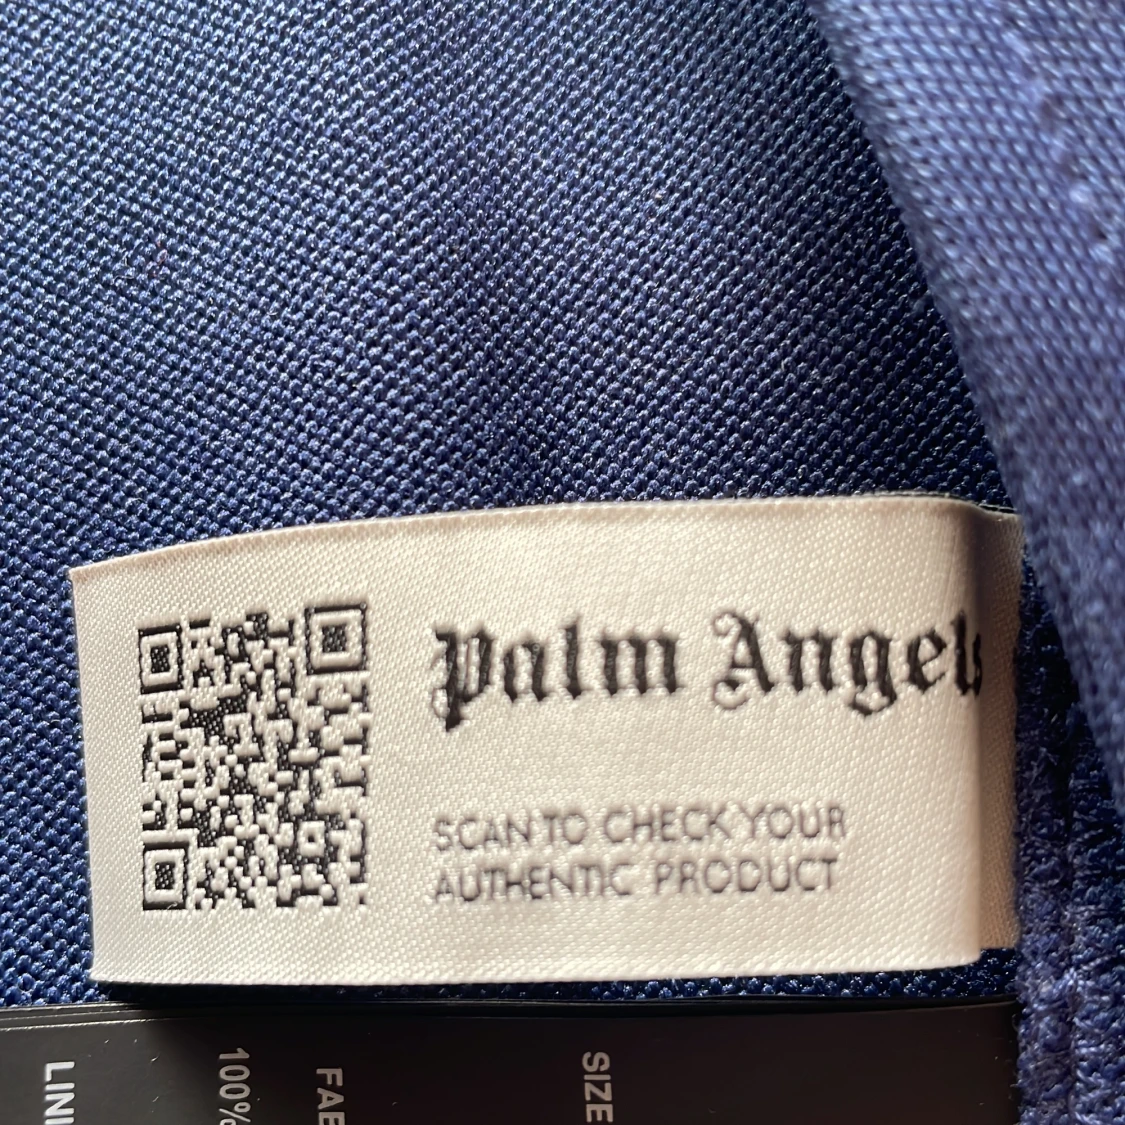 Palm Angels
SCAN TO CHECK YOUR
AUTHENTIC PRODUCT
SIZE
100%